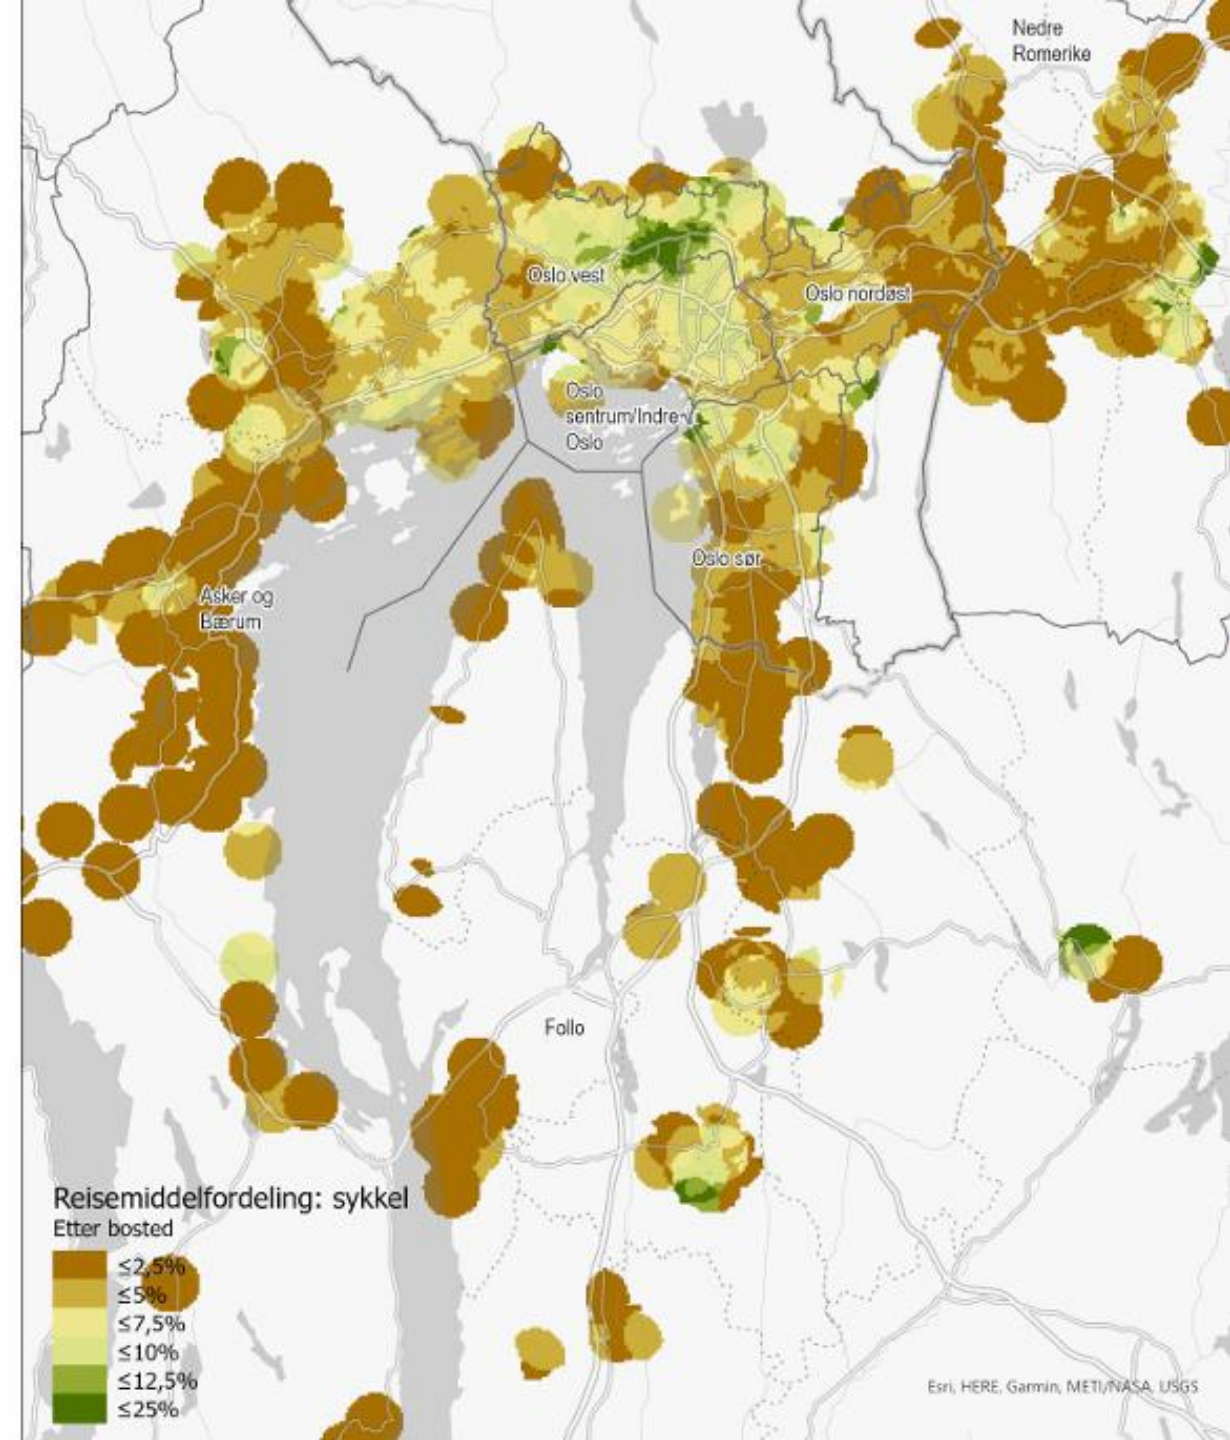 Nedre
Romerike
Oslo vest
Oslo nordøst
Oslo
sentrum/Indre
Oslo
Oslo sør
Asker og
Bærum
Follo
Reisemiddelfordeling: sykkel
Etter bosted
≤2,5%
≤5%
≤7,5%
≤10%
≤12,5%
≤25%
Esri, HERE, Garmin, METI/NASA, USGS